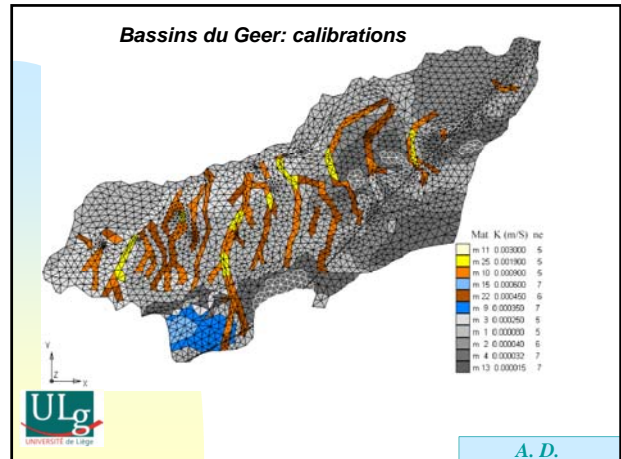 Bassins du Geer: calibrations
Mat K (m/S) ne
m 11 0.003000 5
m 25 0.001900 5
m 10 0.000900 5
m 15 0.000600 7
m 22 0.000450 6
m 9 0.000350 7
m 3 0.000250 5
m 1 0.000080 5
m 2 0.000040 6
m 4 0.000032 7
m 13 0.000015 7
Y
Z X
ULg
UNIVERSITÉ de Liège
A. D.